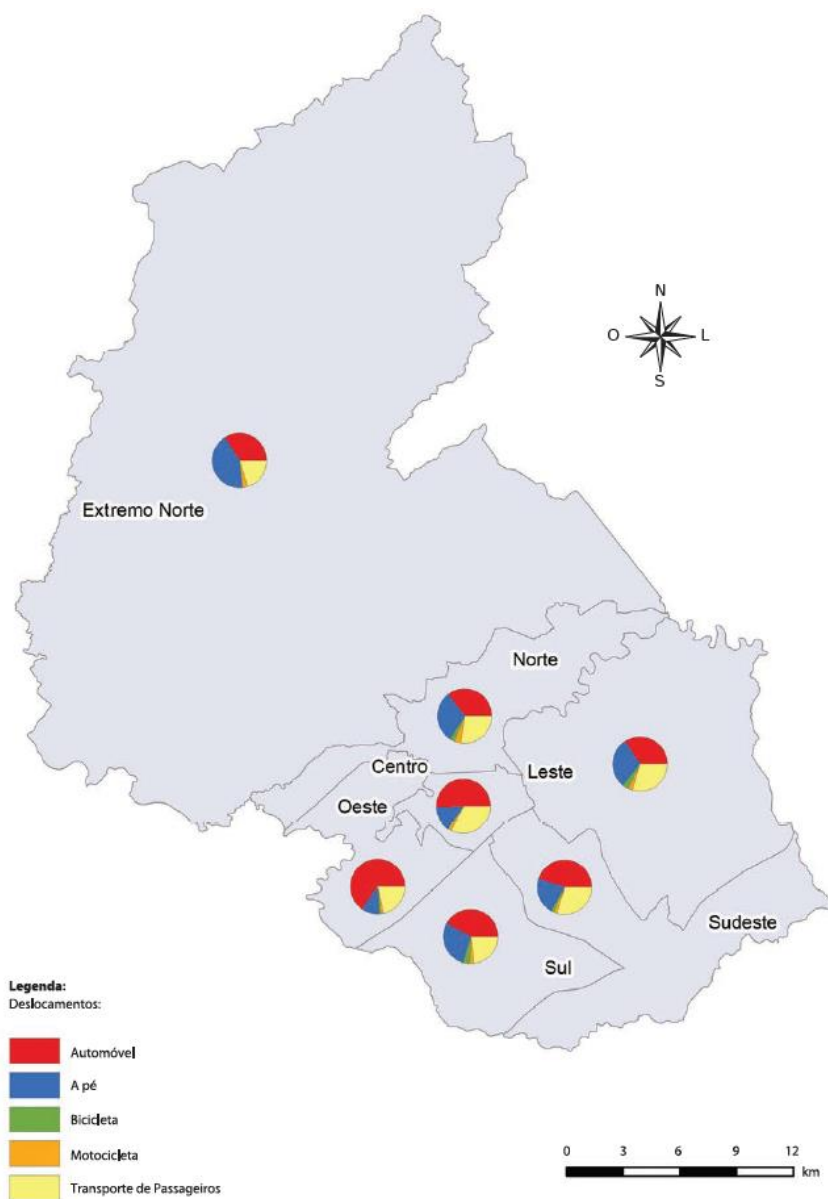 N
O L
S
Extremo Norte
Norte
Centro
Leste
Oeste
Sudeste
Sul
Legenda:
Deslocamentos:
Automóvel
A pé
Bicicleta
Motocicleta
Transporte de Passageiros
0 3 6 9 12
km